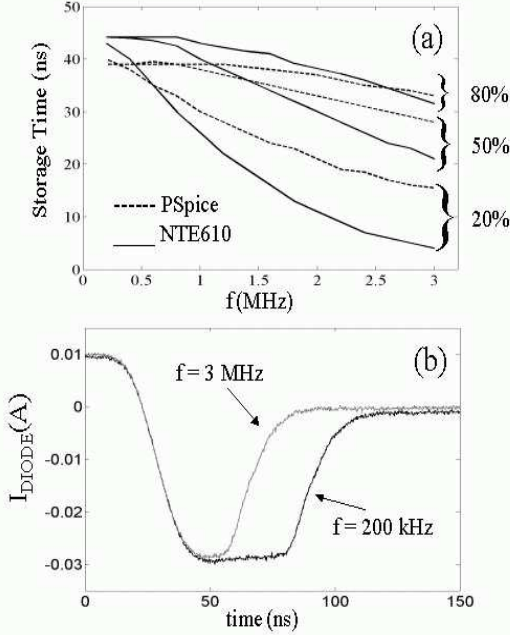 (a)
Storage Time (ns)
50
40
30
20
10
0
80%
50%
20%
PSpice
NTE610
0
0.5
1
1.5
2
2.5
3
f(MHz)
(b)
I_DIODE(A)
0.01
0
-0.01
-0.02
-0.03
f = 3 MHz
f = 200 kHz
0
50
100
150
time (ns)